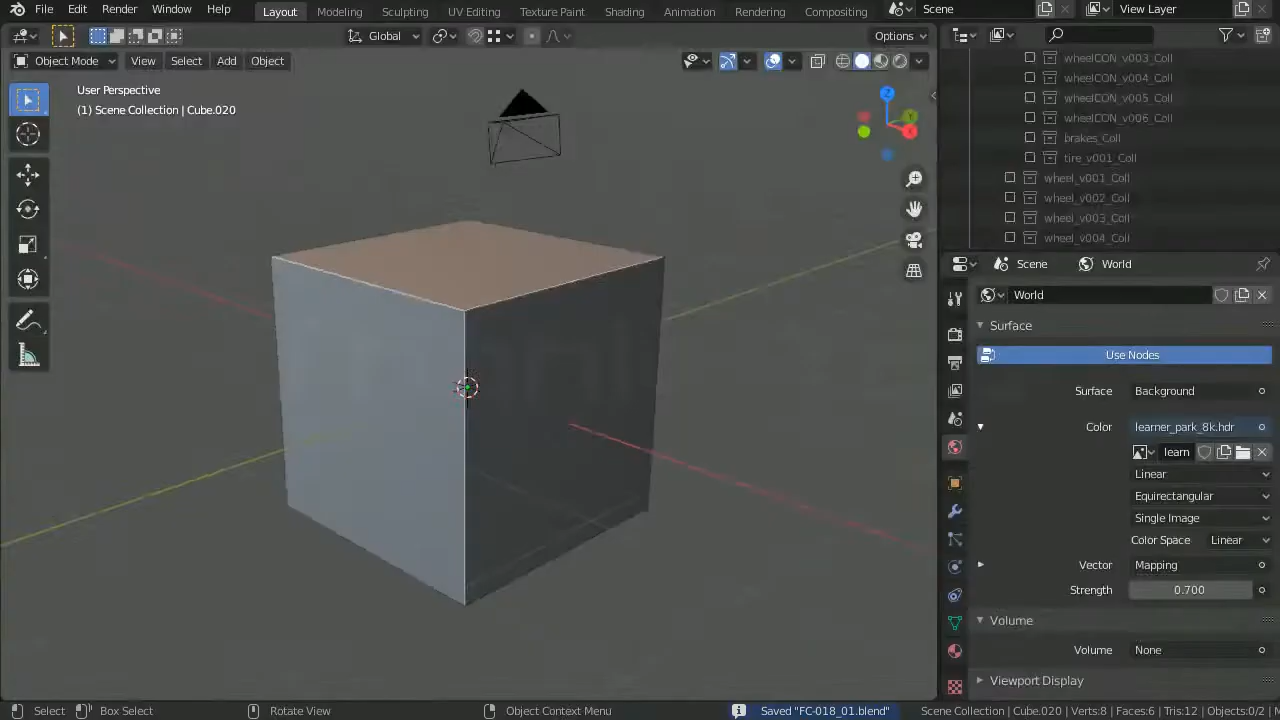 File Edit Render Window Help Layout Modeling Sculpting UV Editing Texture Paint Shading Animation Rendering Compositing Scene View Layer
Global Options
Object Mode View Select Add Object
User Perspective
(1) Scene Collection | Cube.020
Z
Y
X
wheelCON_v003_Coll
wheelCON_v004_Coll
wheelCON_v005_Coll
wheelCON_v006_Coll
brakes_Coll
tire_v001_Coll
wheel_v001_Coll
wheel_v002_Coll
wheel_v003_Coll
wheel_v004_Coll
Scene World
World
Surface
Use Nodes
Surface Background
Color learner_park_8k.hdr
learn
Linear
Equirectangular
Single Image
Color Space Linear
Vector Mapping
Strength 0.700
Volume
Volume None
Viewport Display
Select Box Select Rotate View Object Context Menu Saved "FC-018_01.blend" Scene Collection | Cube.020 | Verts:8 | Faces:6 | Tris:12 | Objects:0/2 | M